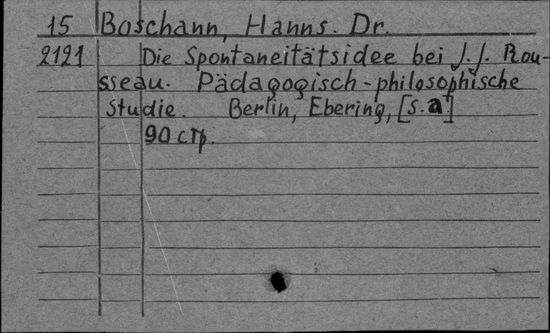 15 Boschann, Hanns. Dr.
2121 Die Spontaneitätsidee bei J. J. Rou-
sseau. Pädagogisch-philosophische
Studie. Berlin, Ebering, [s.a]
90 стр.